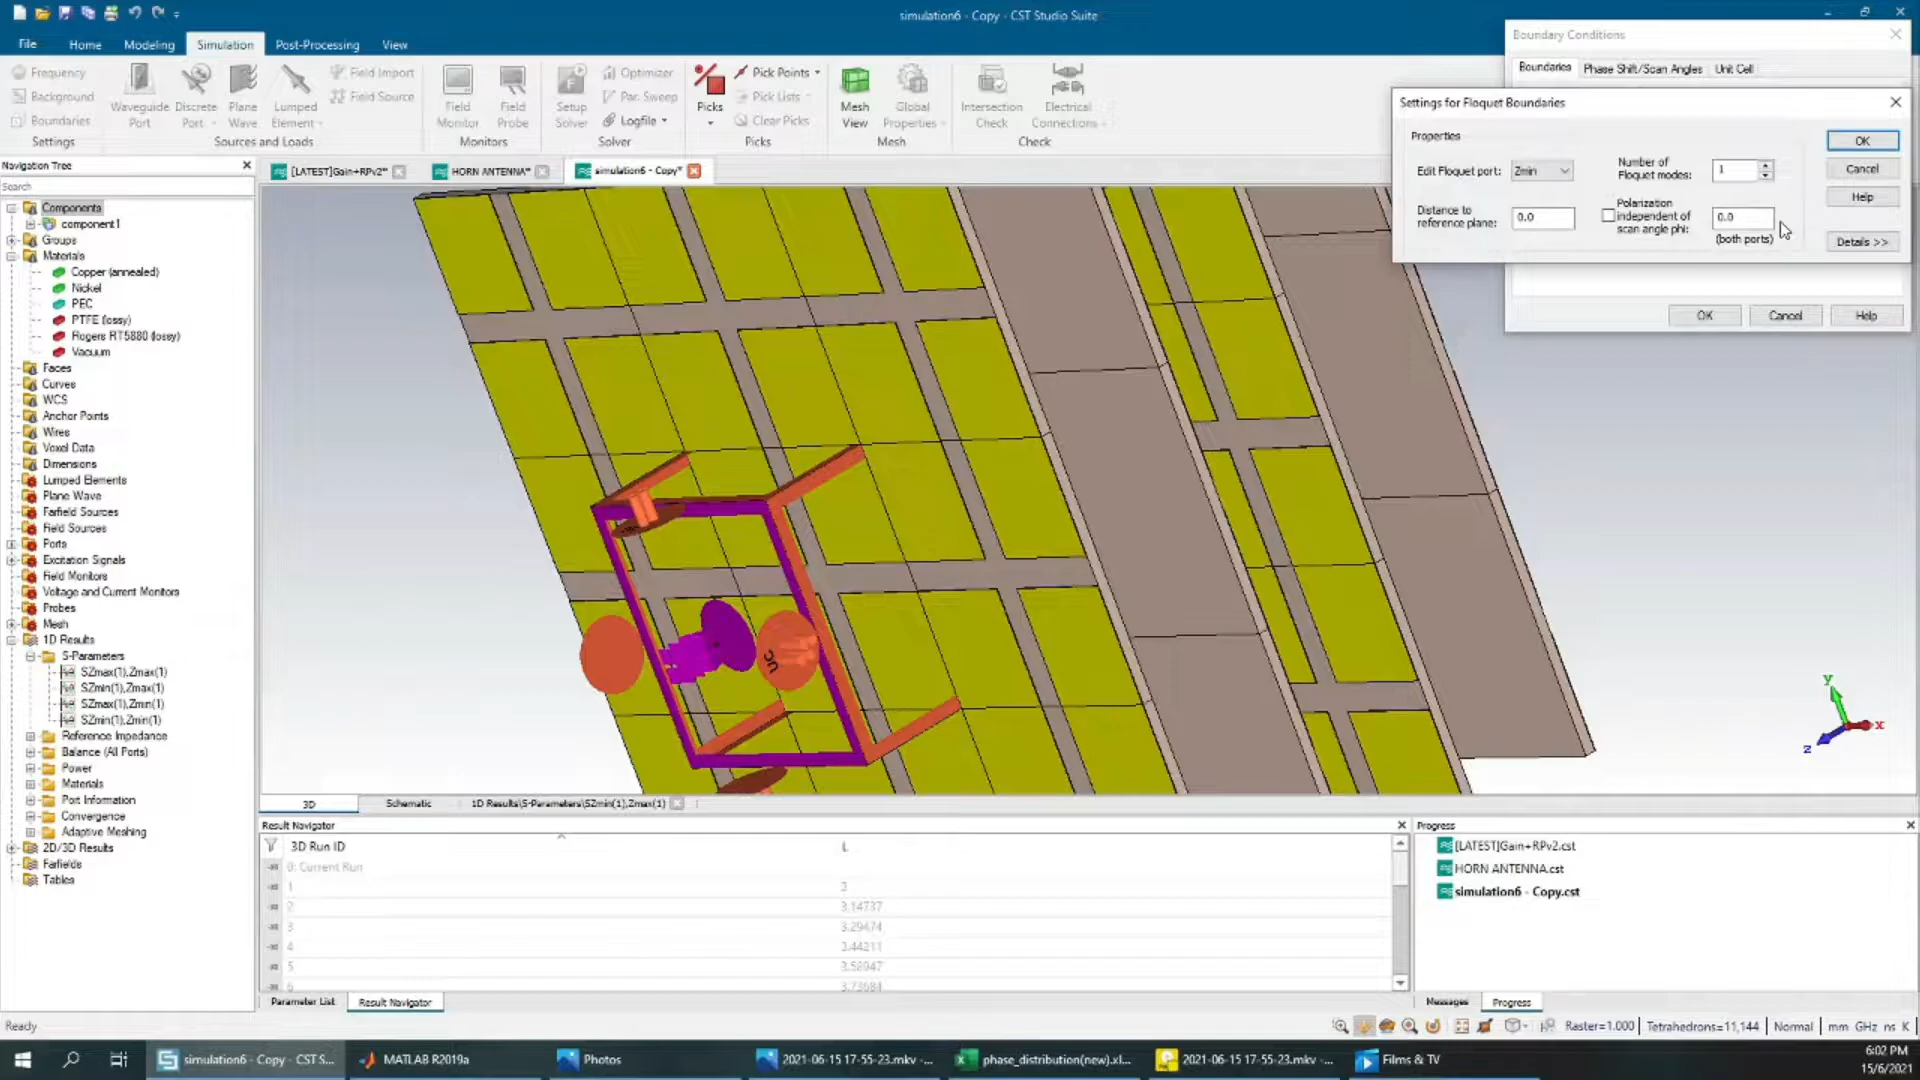 simulation6 - Copy - CST Studio Suite
File
Home
Modeling
Simulation
Post-Processing
View
Frequency
Background
Boundaries
Settings
Waveguide Port
Discrete Port
Plane Wave
Lumped Element
Field Import
Field Source
Sources and Loads
Field Monitor
Field Probe
Monitors
Setup Solver
Optimizer
Par. Sweep
Logfile
Solver
Picks
Pick Points
Pick Lists
Clear Picks
Picks
Mesh View
Global Properties
Mesh
Intersection Check
Electrical Connections
Check
Boundary Conditions
Boundaries
Phase Shift/Scan Angles
Unit Cell
Settings for Floquet Boundaries
Properties
Edit Floquet port:
Zmin
Number of Floquet modes:
1
Distance to reference plane:
0.0
Polarization independent of scan angle phi:
0.0
(both ports)
OK
Cancel
Help
Details >>
OK
Cancel
Help
Navigation Tree
Search
[LATEST]Gain+RPv2*
HORN ANTENNA*
simulation6 - Copy*
Components
component1
Groups
Materials
Copper (annealed)
Nickel
PEC
PTFE (lossy)
Rogers RT5880 (lossy)
Vacuum
Faces
Curves
WCS
Anchor Points
Wires
Voxel Data
Dimensions
Lumped Elements
Plane Wave
Farfield Sources
Field Sources
Ports
Excitation Signals
Field Monitors
Voltage and Current Monitors
Probes
Mesh
1D Results
S-Parameters
SZmax(1),Zmax(1)
SZmin(1),Zmax(1)
SZmax(1),Zmin(1)
SZmin(1),Zmin(1)
Reference Impedance
Balance (All Ports)
Power
Materials
Port Information
Convergence
Adaptive Meshing
2D/3D Results
Farfields
Tables
uc
y
x
z
3D
Schematic
1D Results\S-Parameters\SZmin(1),Zmax(1)
Result Navigator
3D Run ID
L
0: Current Run
1
3
2
3.14737
3
3.29474
4
3.44211
5
3.58947
6
3.73684
Parameter List
Result Navigator
Progress
[LATEST]Gain+RPv2.cst
HORN ANTENNA.cst
simulation6 - Copy.cst
Messages
Progress
Ready
Raster=1.000
Tetrahedrons=11,144
Normal
mm GHz ns K
simulation6 - Copy - CST S...
MATLAB R2019a
Photos
2021-06-15 17-55-23.mkv -...
phase_distribution(new).xl...
2021-06-15 17-55-23.mkv -...
Films & TV
6:02 PM
15/6/2021